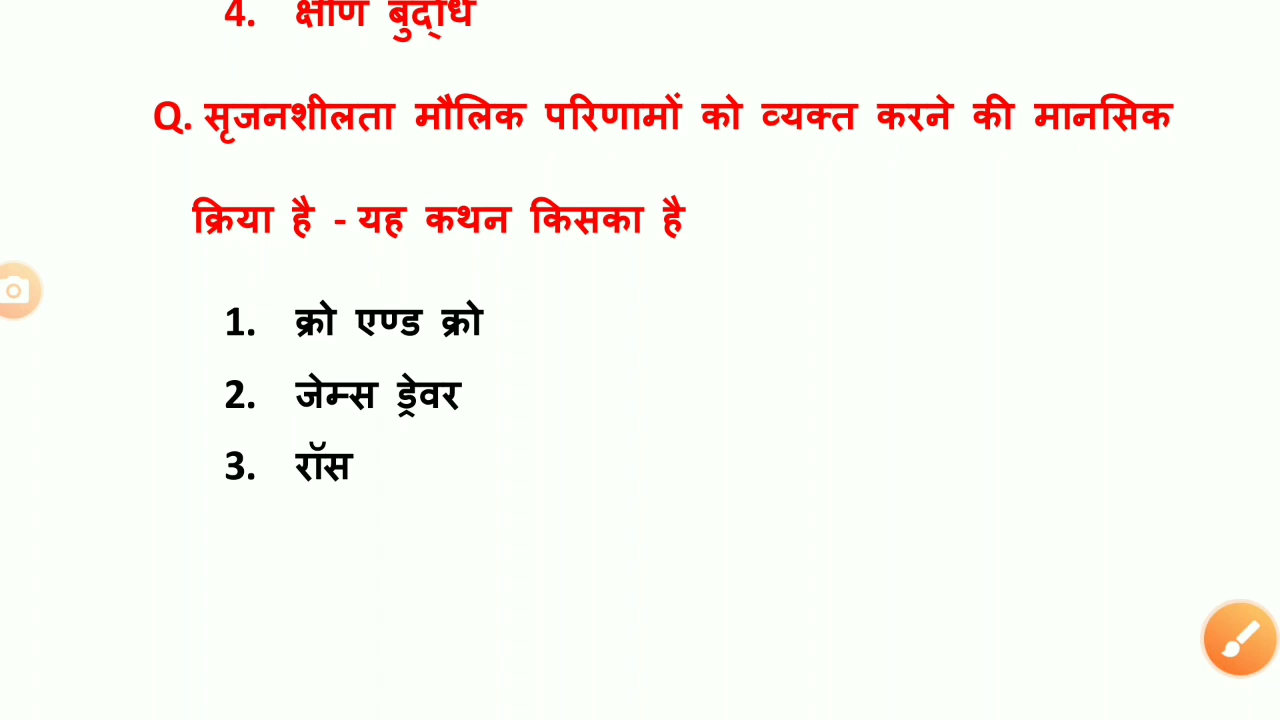 4. क्षीण बुद्धि
Q. सृजनशीलता मौलिक परिणामों को व्यक्त करने की मानसिक
क्रिया है - यह कथन किसका है
1. क्रो एण्ड क्रो
2. जेम्स ड्रेवर
3. रॉस